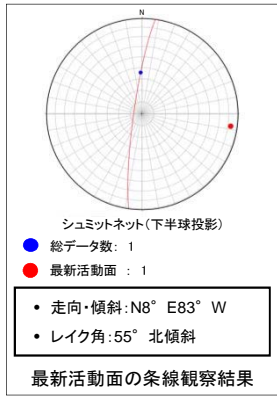 N
シュミットネット(下半球投影)
総データ数: 1
最新活動面 : 1
• 走向・傾斜:N8° E83° W
• レイク角:55° 北傾斜
最新活動面の条線観察結果